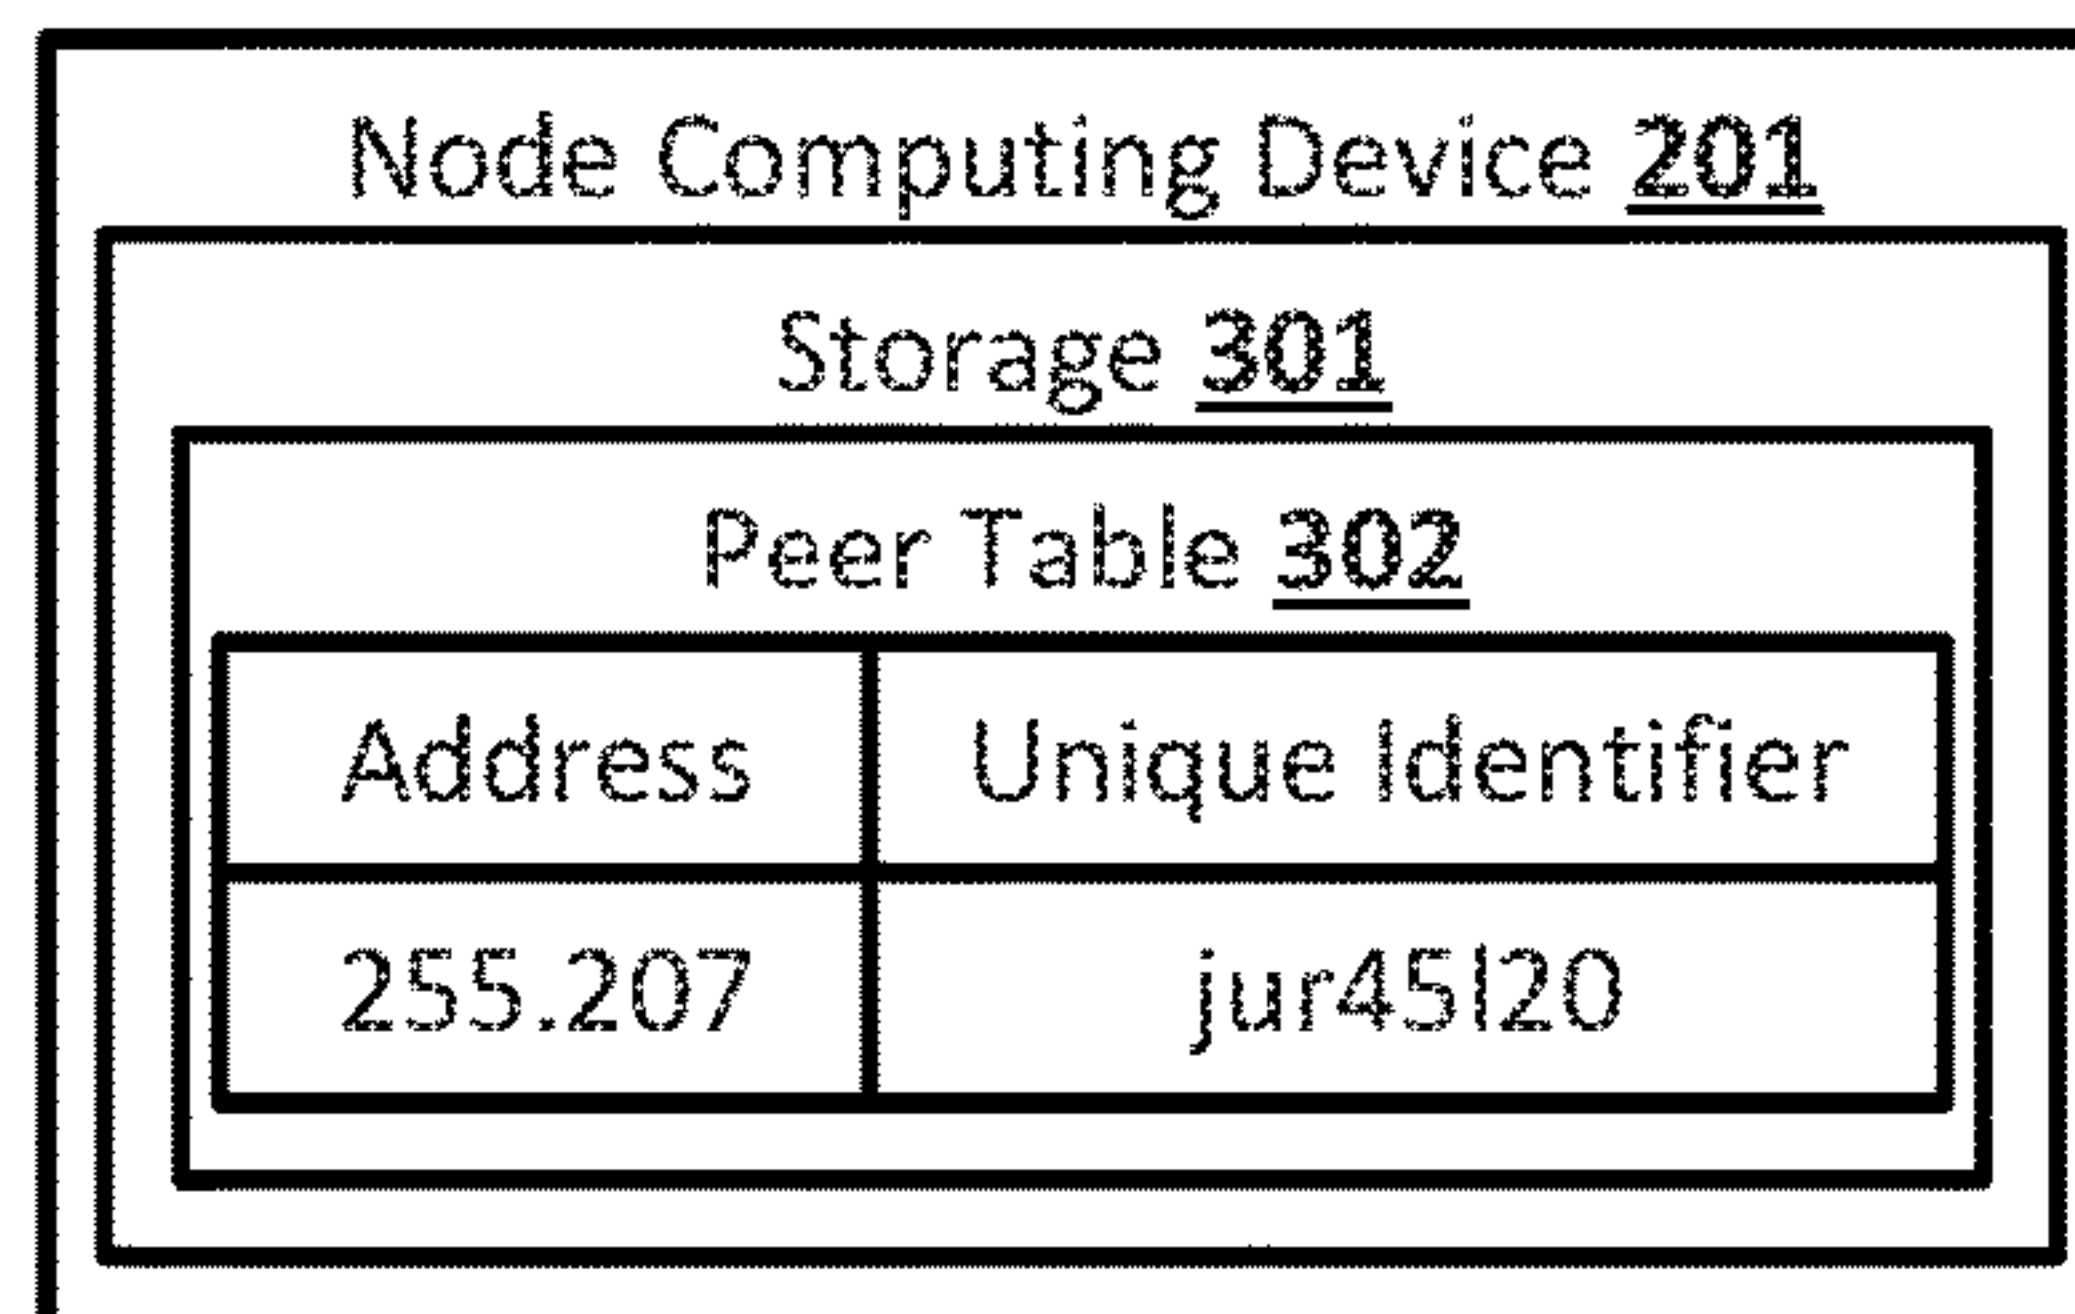 Node Computing Device 201
Storage 301
Peer Table 302
Address Unique Identifier
255.207 jur45l20